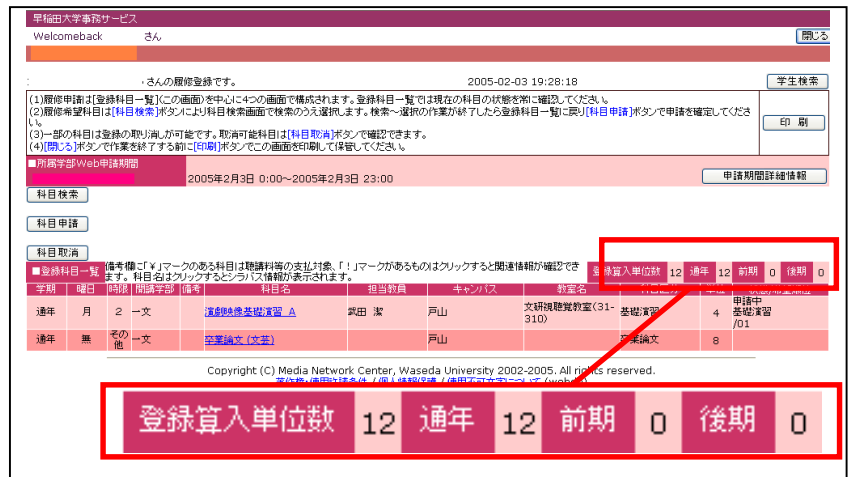 早稲田大学事務サービス
Welcomeback さん 閉じる
さんの履修登録です。 2005-02-03 19:28:18 学生検索
(1)履修申請は[登録科目一覧](この画面)を中心に4つの画面で構成されます。登録科目一覧では現在の科目の状態を常に確認してください。
(2)履修希望科目は[科目検索]ボタンにより科目検索画面で検索のうえ選択します。検索～選択の作業が終了したら登録科目一覧に戻り[科目申請]ボタンで申請を確定してくださ
い。
印 刷
(3)一部の科目は登録の取り消しが可能です。取消可能科目は[科目取消]ボタンで確認できます。
(4)[閉じる]ボタンで作業を終了する前に[印刷]ボタンでこの画面を印刷して保管してください。
■所属学部Web申請期間
2005年2月3日 0:00～2005年2月3日 23:00 申請期間詳細情報
科目検索
科目申請
科目取消
■登録科目一覧 備考欄に「￥」マークのある科目は聴講料等の支払対象、「！」マークがあるものはクリックすると関連情報が確認でき
ます。科目名はクリックするとシラバス情報が表示されます。
登録算入単位数 12 通年 12 前期 0 後期 0
学期 曜日 時限 開講学部 備考 科目名 担当教員 キャンパス 教室名
通年 月 2 一文 演劇映像基礎演習 A 武田 潔 戸山 文研視聴覚教室(31-310) 基礎演習 4 申請中 基礎演習 /01
通年 無 その他 一文 卒業論文(文芸) 戸山 卒業論文 8
Copyright (C) Media Network Center, Waseda University 2002-2005. All rights reserved.
登録算入単位数 12 通年 12 前期 0 後期 0